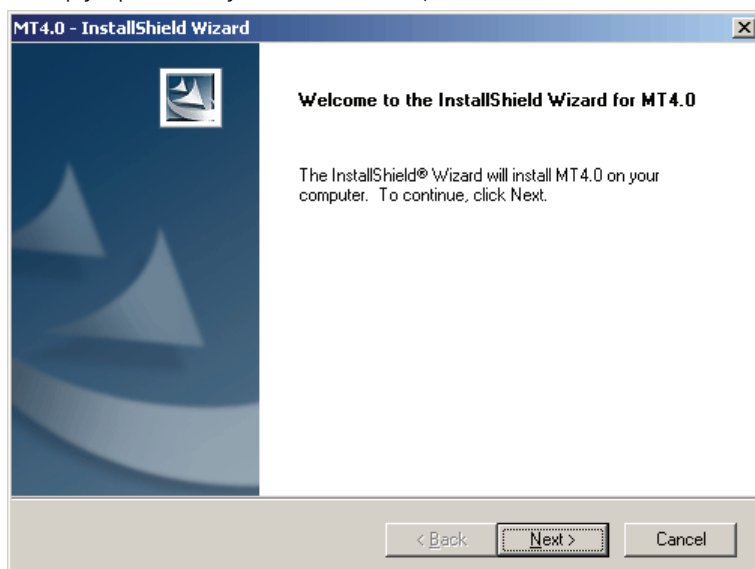 MT4.0 - InstallShield Wizard
Welcome to the InstallShield Wizard for MT4.0
The InstallShield® Wizard will install MT4.0 on your
computer. To continue, click Next.
< Back
Next >
Cancel